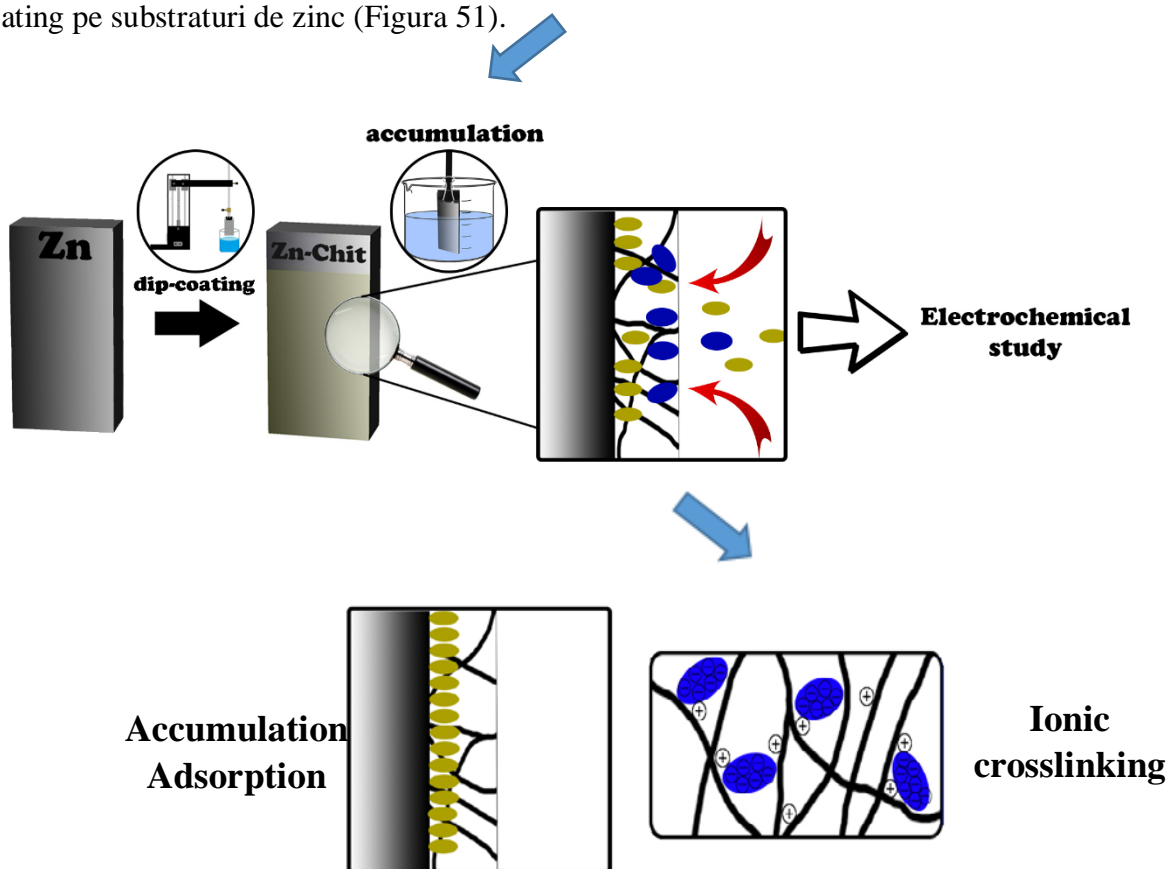 ating pe substraturi de zinc (Figura 51).
accumulation
Zn
dip-coating
Zn-Chit
Electrochemical
study
Accumulation
Adsorption
Ionic
crosslinking